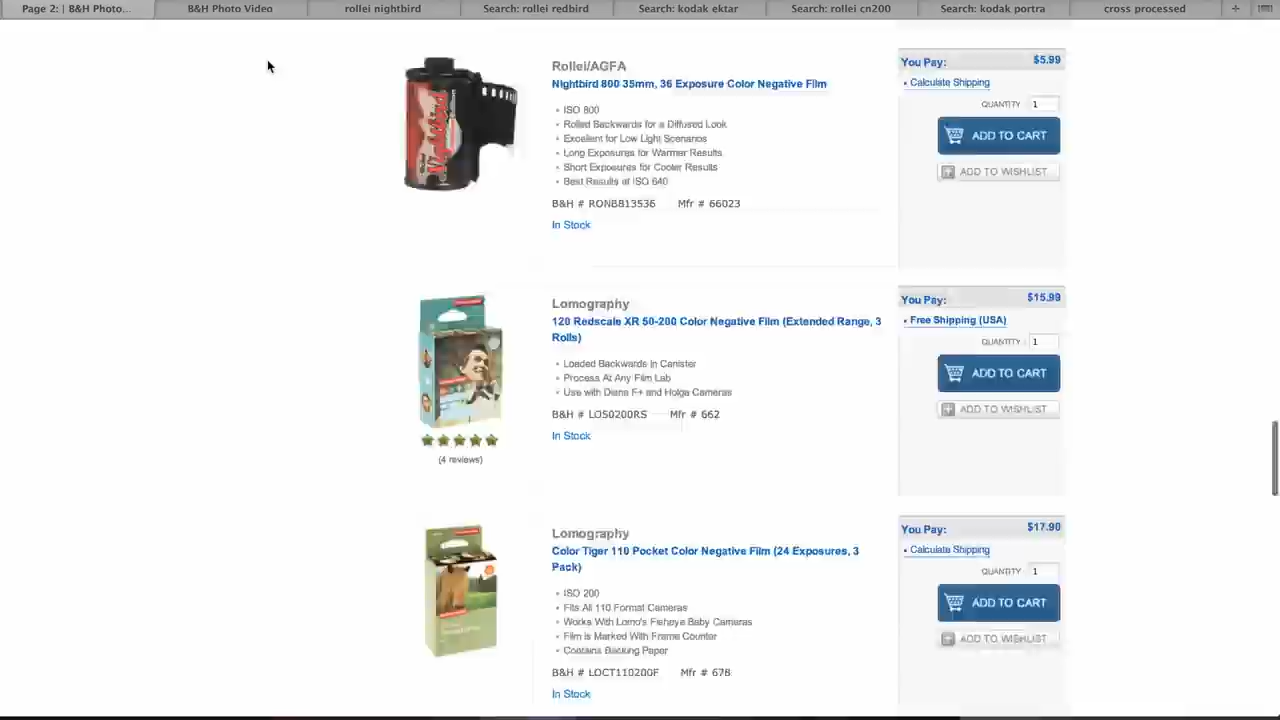 Page 2: | B&H Photo... B&H Photo Video rollei nightbird Search: rollei redbird Search: kodak ektar Search: rollei cn200 Search: kodak portra cross processed
Rollei/AGFA
Nightbird 800 35mm, 36 Exposure Color Negative Film
ISO 800
Rolled Backwards for a Diffused Look
Excellent for Low Light Scenarios
Long Exposures for Warmer Results
Short Exposures for Cooler Results
Best Results at ISO 640
B&H # RONB813536 Mfr # 66023
In Stock
You Pay: $5.99
Calculate Shipping
QUANTITY 1
ADD TO CART
ADD TO WISHLIST
Lomography
120 Redscale XR 50-200 Color Negative Film (Extended Range, 3
Rolls)
Loaded Backwards In Canister
Process At Any Film Lab
Use with Diana F+ and Holga Cameras
B&H # LO50200RS Mfr # 662
In Stock
(4 reviews)
You Pay: $15.99
Free Shipping (USA)
QUANTITY 1
ADD TO CART
ADD TO WISHLIST
Lomography
Color Tiger 110 Pocket Color Negative Film (24 Exposures, 3
Pack)
ISO 200
Fits All 110 Format Cameras
Works With Lomo's Fisheye Baby Cameras
Film is Marked With Frame Counter
Contains Backing Paper
B&H # LOCT110200F Mfr # 678
In Stock
You Pay: $17.90
Calculate Shipping
QUANTITY 1
ADD TO CART
ADD TO WISHLIST